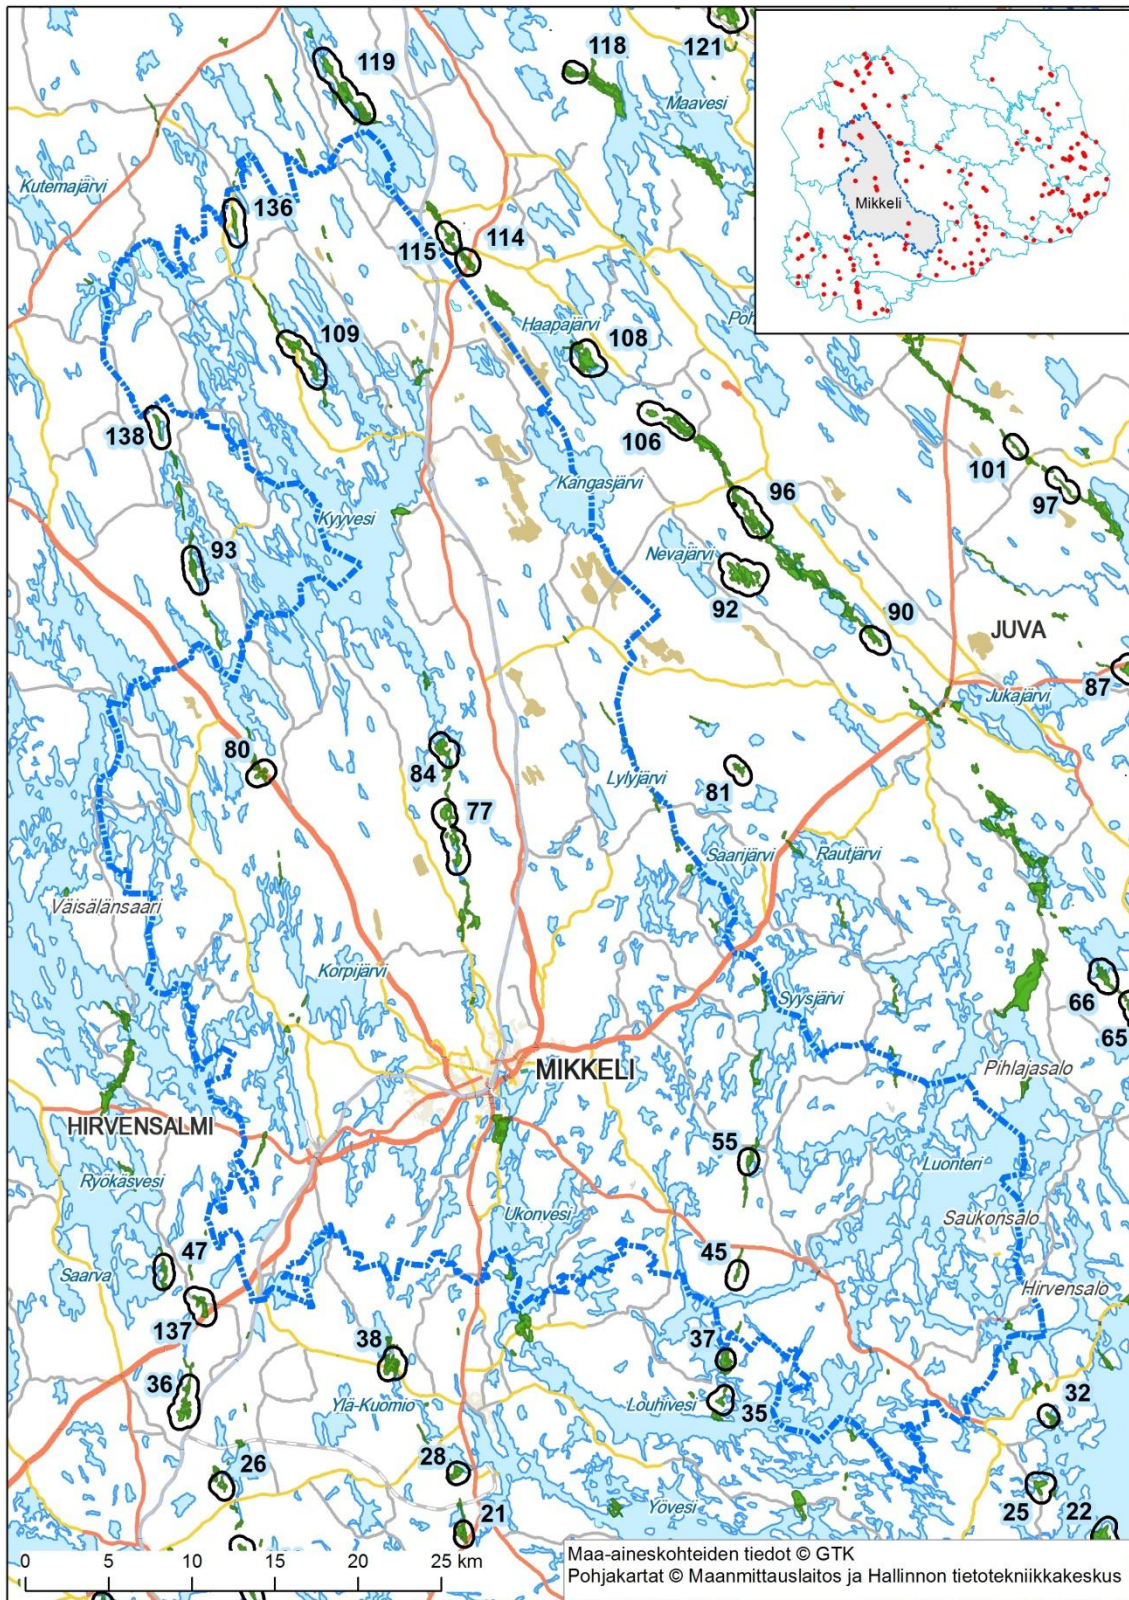 119
118
121
Maavesi
Mikkeli
Kutemajärvi
136
115
114
Haapajärvi
Poh
109
108
138
106
101
96
97
Kangasjärvi
Kyyvesi
Nevajärvi
93
92
90
JUVA
87
Jukajärvi
80
84
81
Lylyjärvi
77
Saarijärvi
Rautjärvi
Väisälänsaari
Korpijärvi
Syysjärvi
66
65
MIKKELI
Pihlajasalo
HIRVENSALMI
55
Luonteri
Ryökäsvesi
Ukonvesi
Saukonsalo
47
45
Saarva
Hirvensalo
137
38
37
36
Ylä-Kuomio
Louhivesi
35
32
26
28
25
22
21
Yövesi
0 5 10 15 20 25 km
Maa-aineskohteiden tiedot © GTK
Pohjakartat © Maanmittauslaitos ja Hallinnon tietotekniikkakeskus